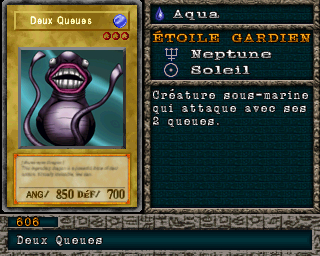 Deux Queues
ANG/ 850 DÉF/ 700
Aqua
ÉTOILE GARDIEN
Neptune
Soleil
Créature sous-marine
qui attaque avec ses
2 queues.
606
Deux Queues